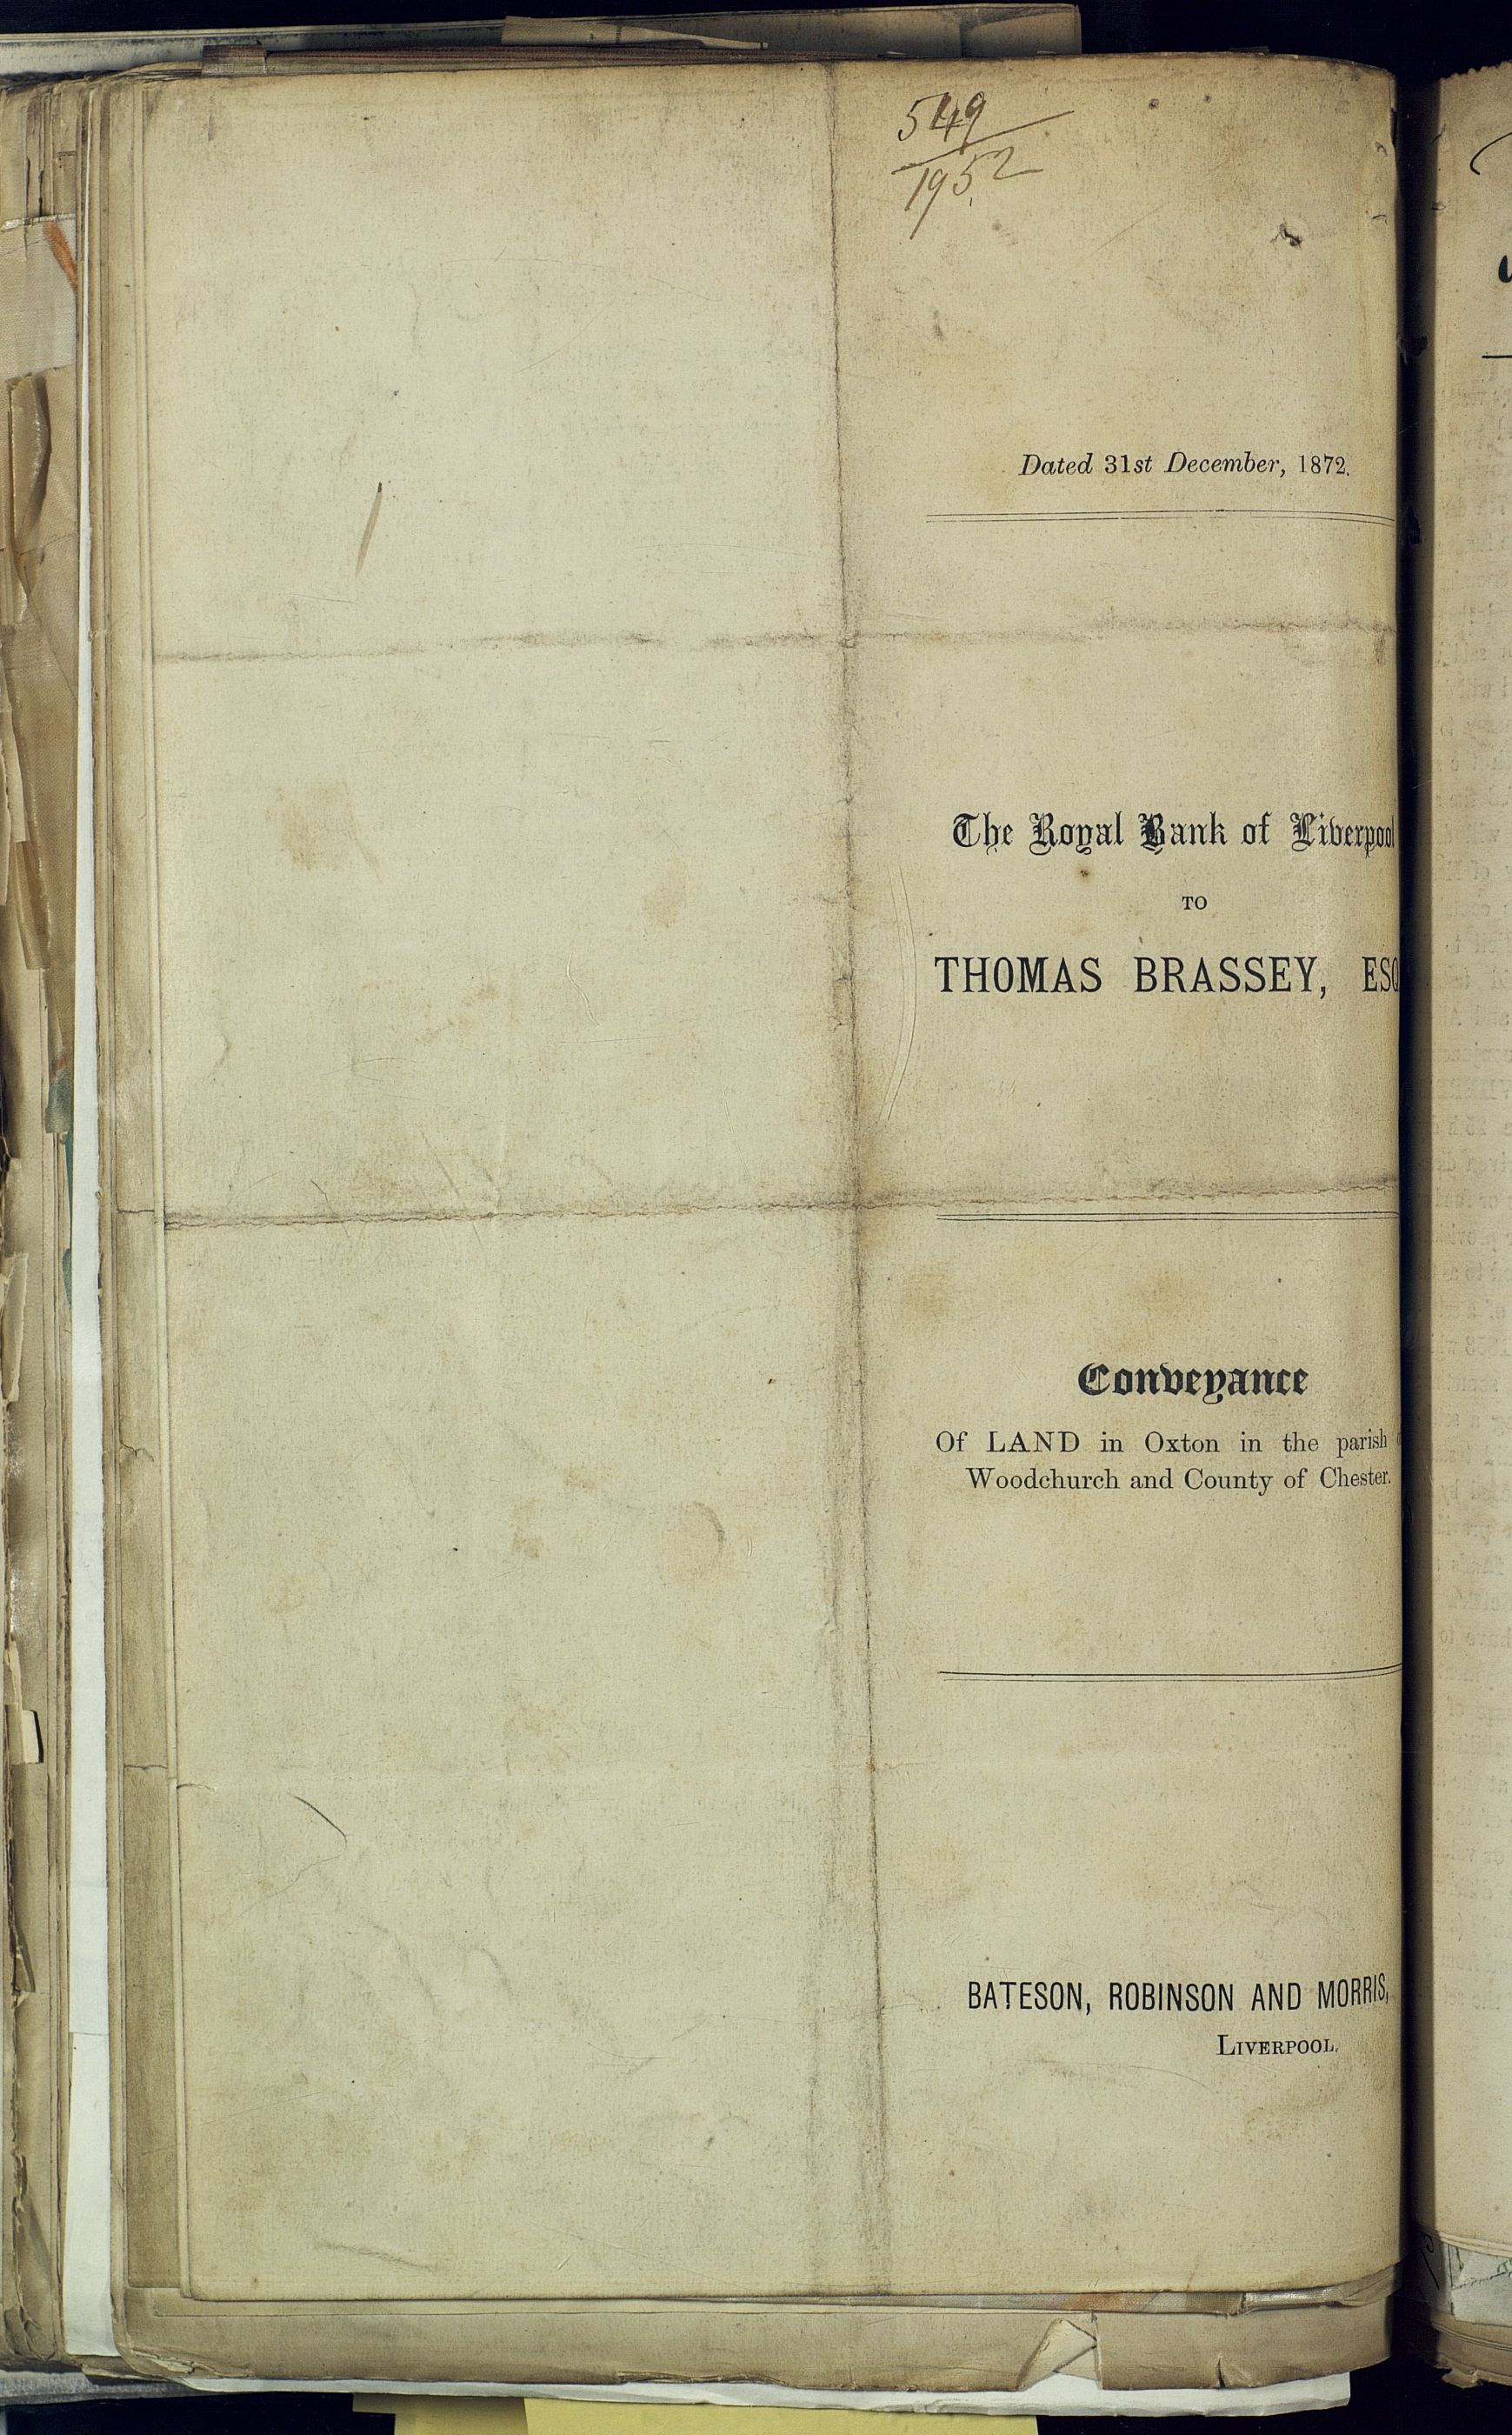 549
1952
Dated 31st December, 1872.
The Royal Bank of Liverpool
TO
THOMAS BRASSEY, ESQ
Conveyance
Of LAND in Oxton in the parish
Woodchurch and County of Chester.
BATESON, ROBINSON AND MORRIS,
LIVERPOOL.